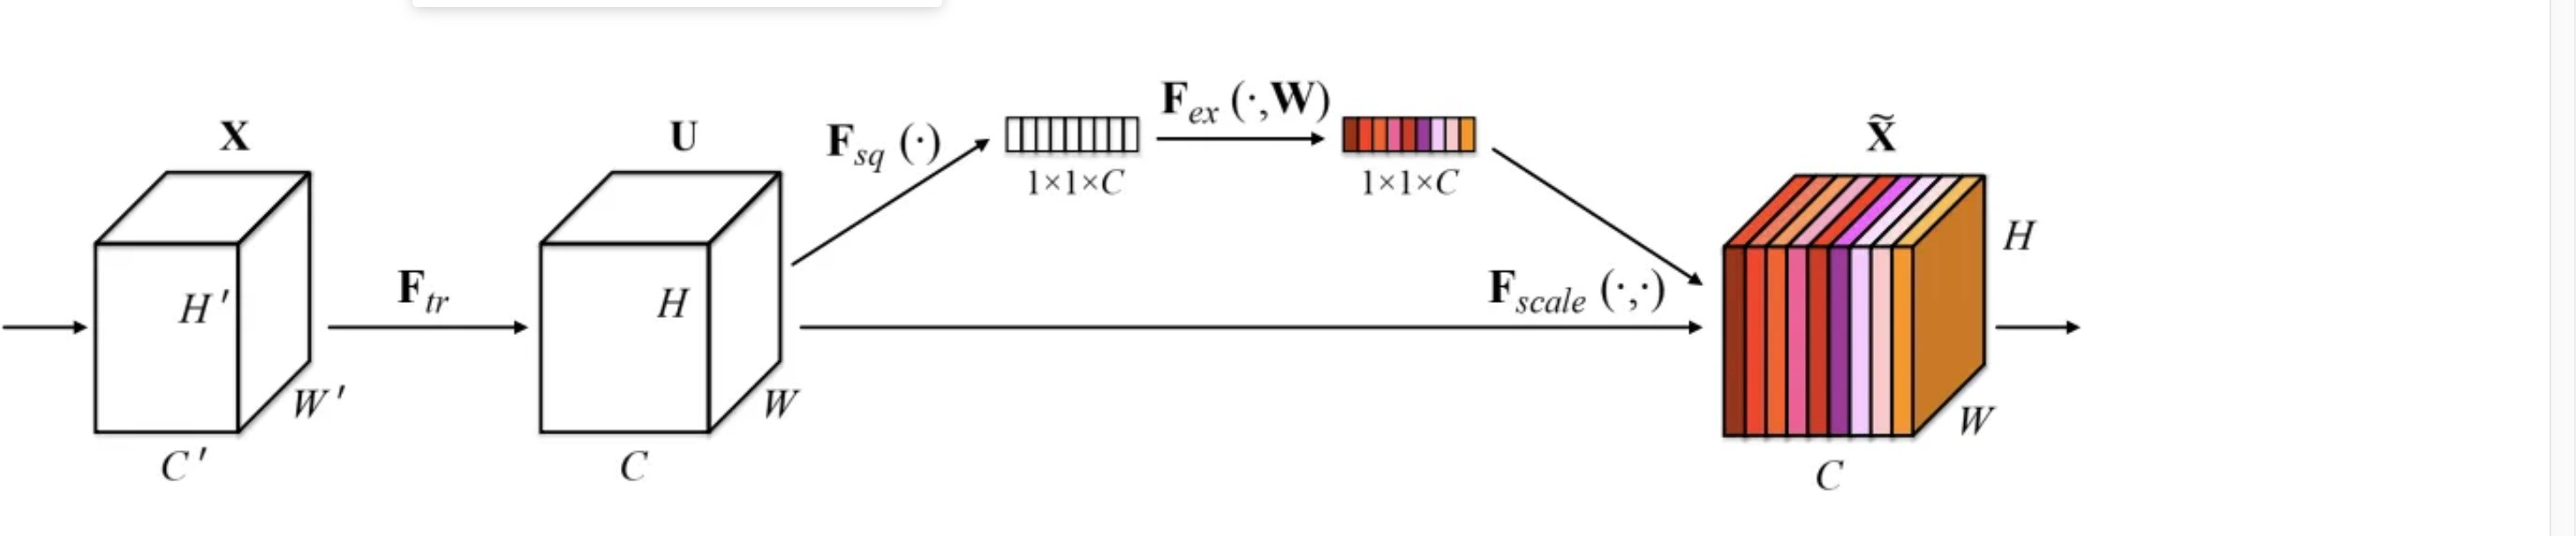 X
H′
W′
C′
F_tr
U
H
W
C
F_sq (·)
1×1×C
F_ex (·,W)
1×1×C
F_scale (·,·)
X̃
H
W
C